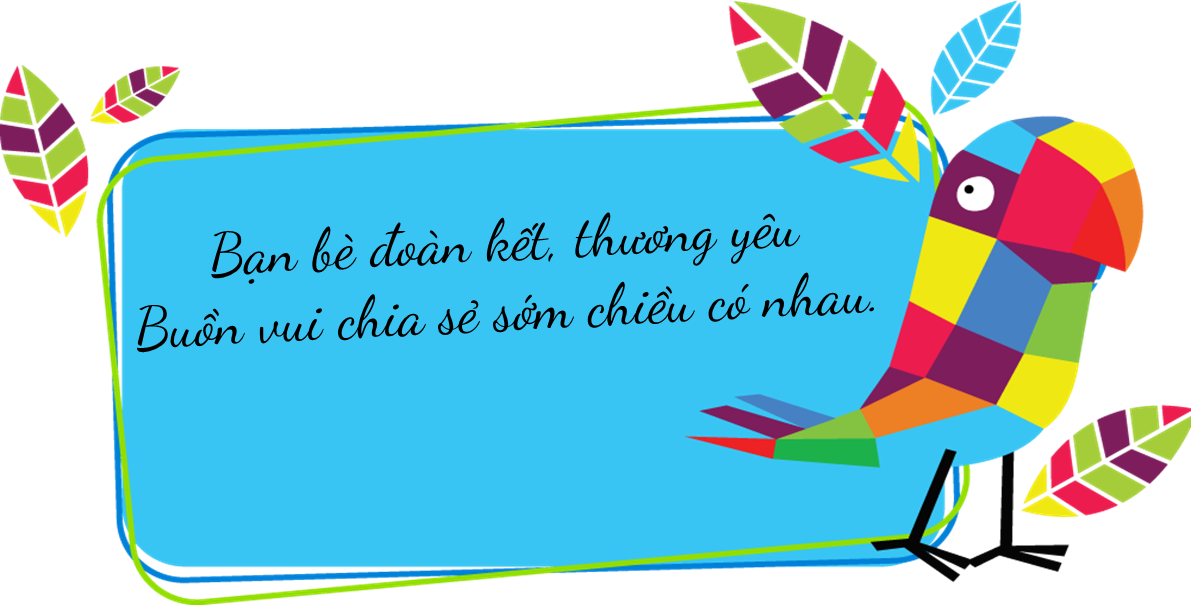 Bạn bè đoàn kết, thương yêu
Buồn vui chia sẻ sớm chiều có nhau.